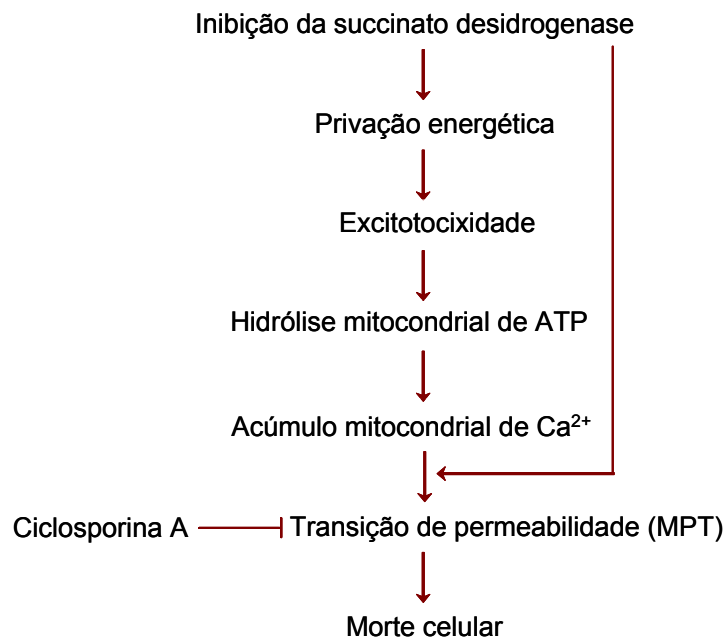 Inibição da succinato desidrogenase
Privação energética
Excitotocixidade
Hidrólise mitocondrial de ATP
Acúmulo mitocondrial de Ca²⁺
Ciclosporina A
Transição de permeabilidade (MPT)
Morte celular